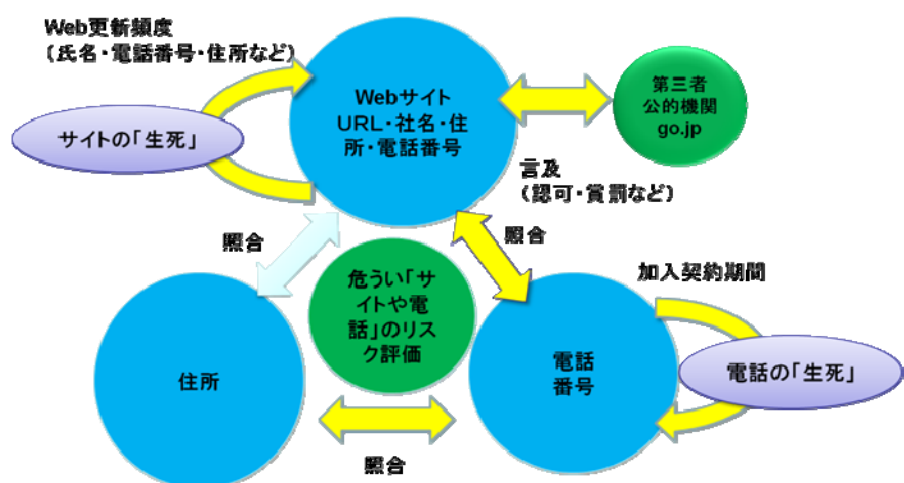 Web更新頻度
（氏名・電話番号・住所など）
Webサイト
URL・社名・住
所・電話番号
第三者
公的機関
go.jp
サイトの「生死」
言及
（認可・賞罰など）
照合
照合
危うい「サ
イトや電
話」のリス
ク評価
加入契約期間
住所
電話
番号
電話の「生死」
照合